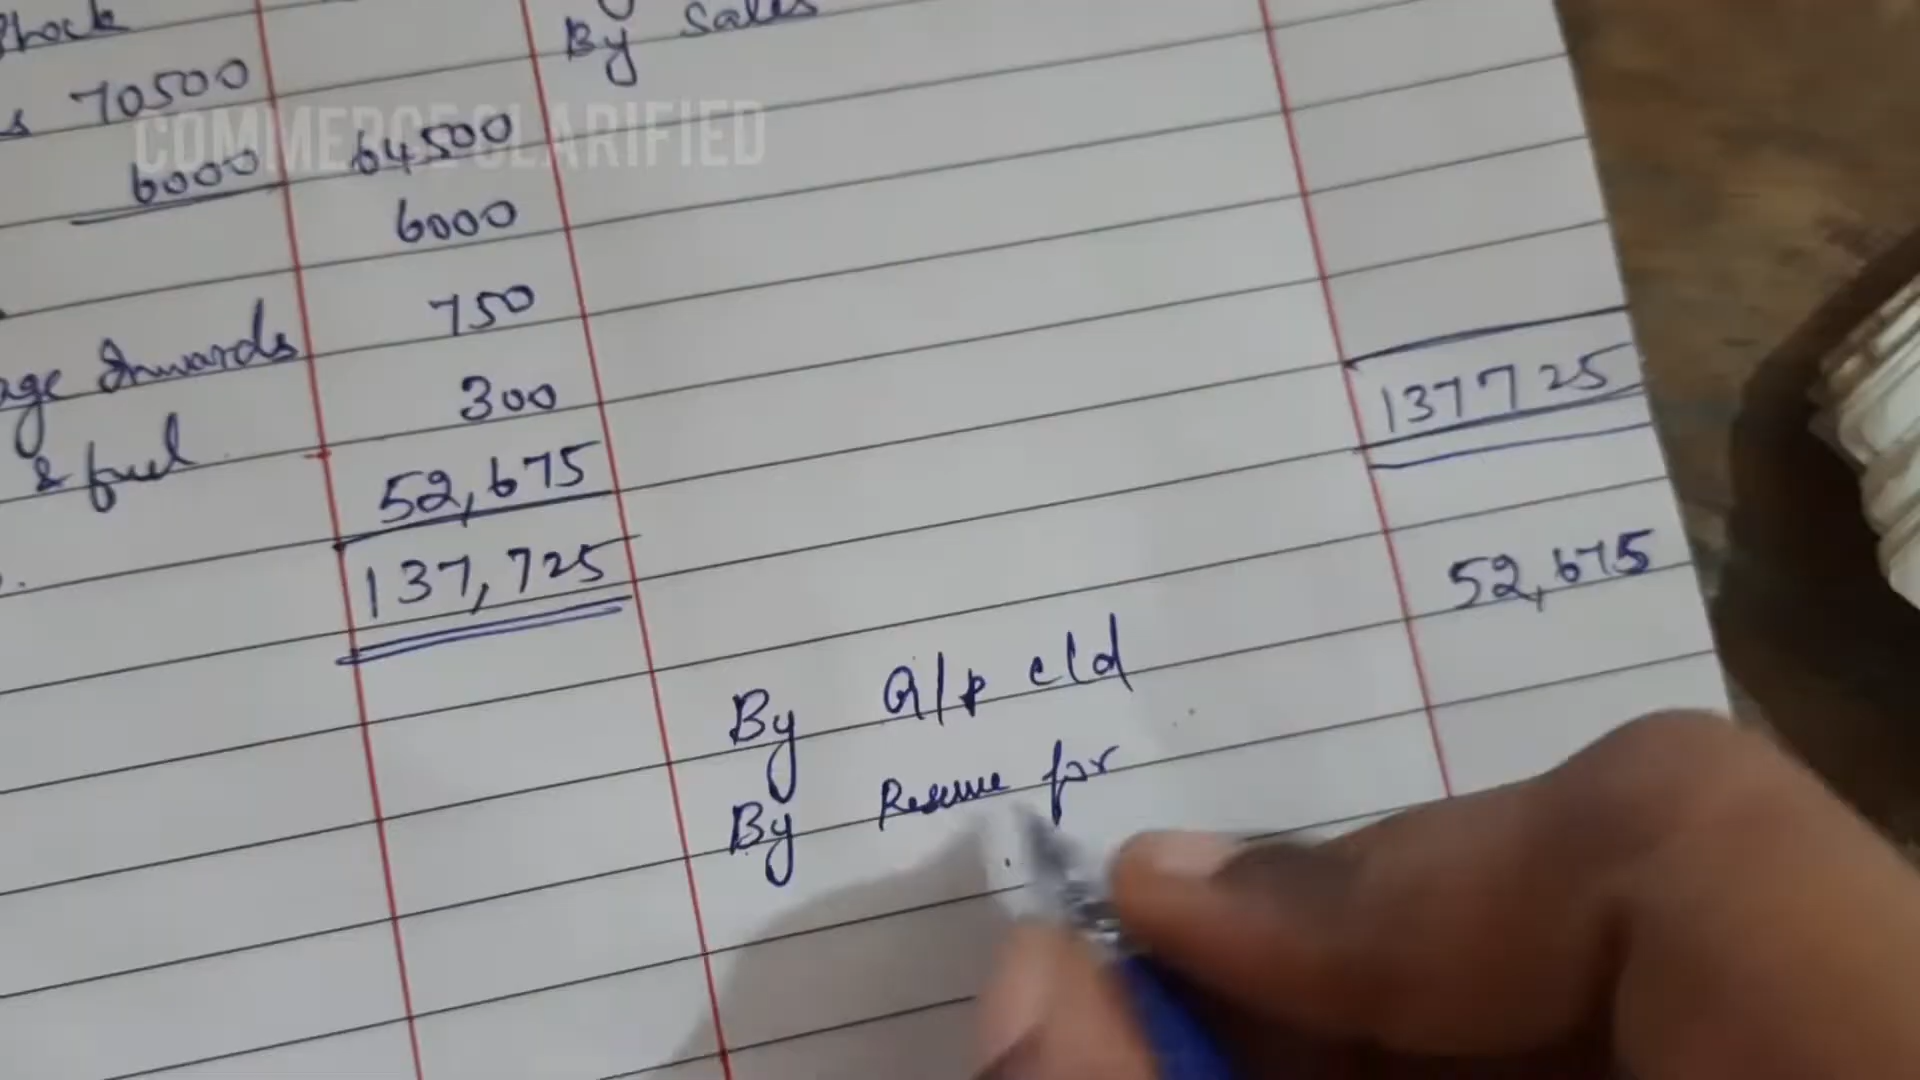 By Sales
70500
COMMERCE CLARIFIED
6000 64500
6000
750
Inwards
300
& fuel
52,675
137725
137,725
52,675
By G/P c/d
By Reserve for